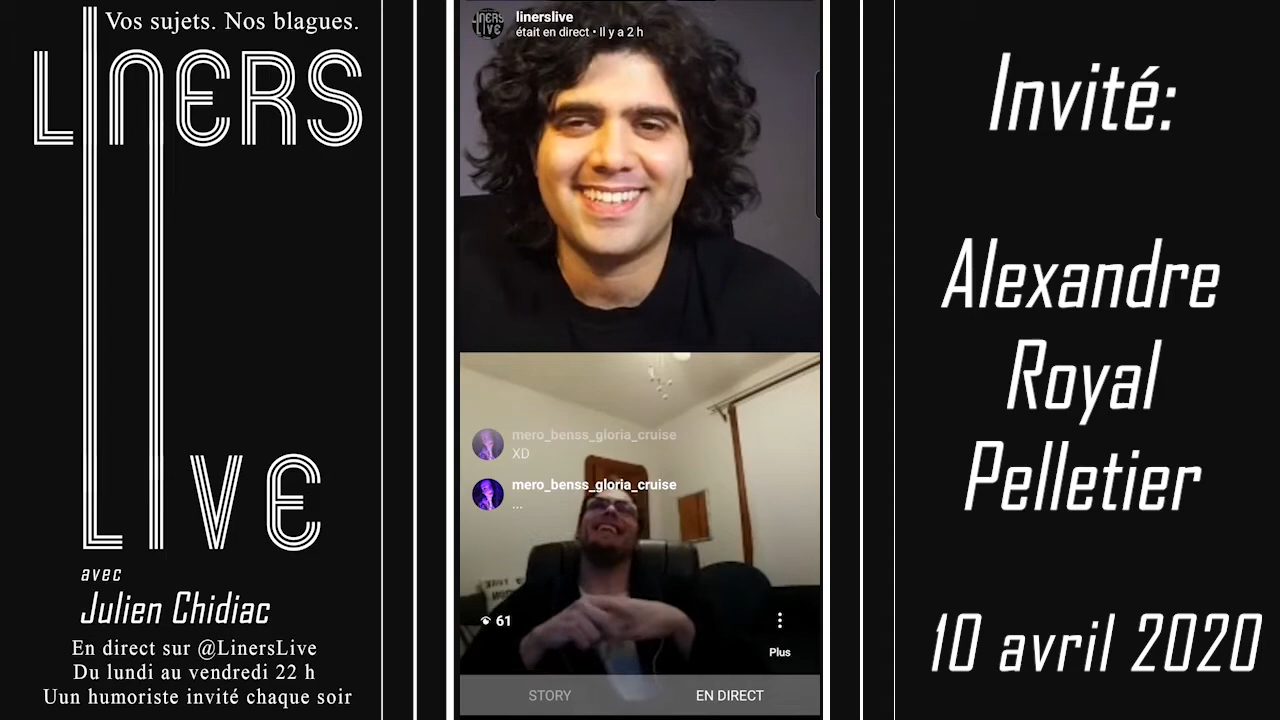 Vos sujets. Nos blagues.
LINERS
LIVE
avec
Julien Chidiac
En direct sur @LinersLive
Du lundi au vendredi 22 h
Uun humoriste invité chaque soir
LINERS
LIVE
linerslive
était en direct • Il y a 2 h
mero_benss_gloria_cruise
XD
mero_benss_gloria_cruise
...
61
Plus
STORY
EN DIRECT
Invité:
Alexandre
Royal
Pelletier
10 avril 2020